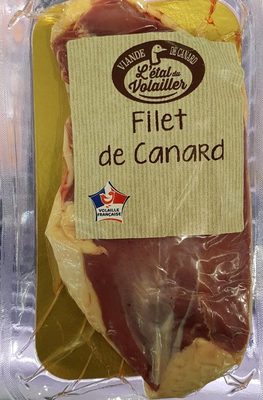 VIANDE DE CANARD
L'étal du
Volailler
Filet
de Canard
VOLAILLE
FRANÇAISE